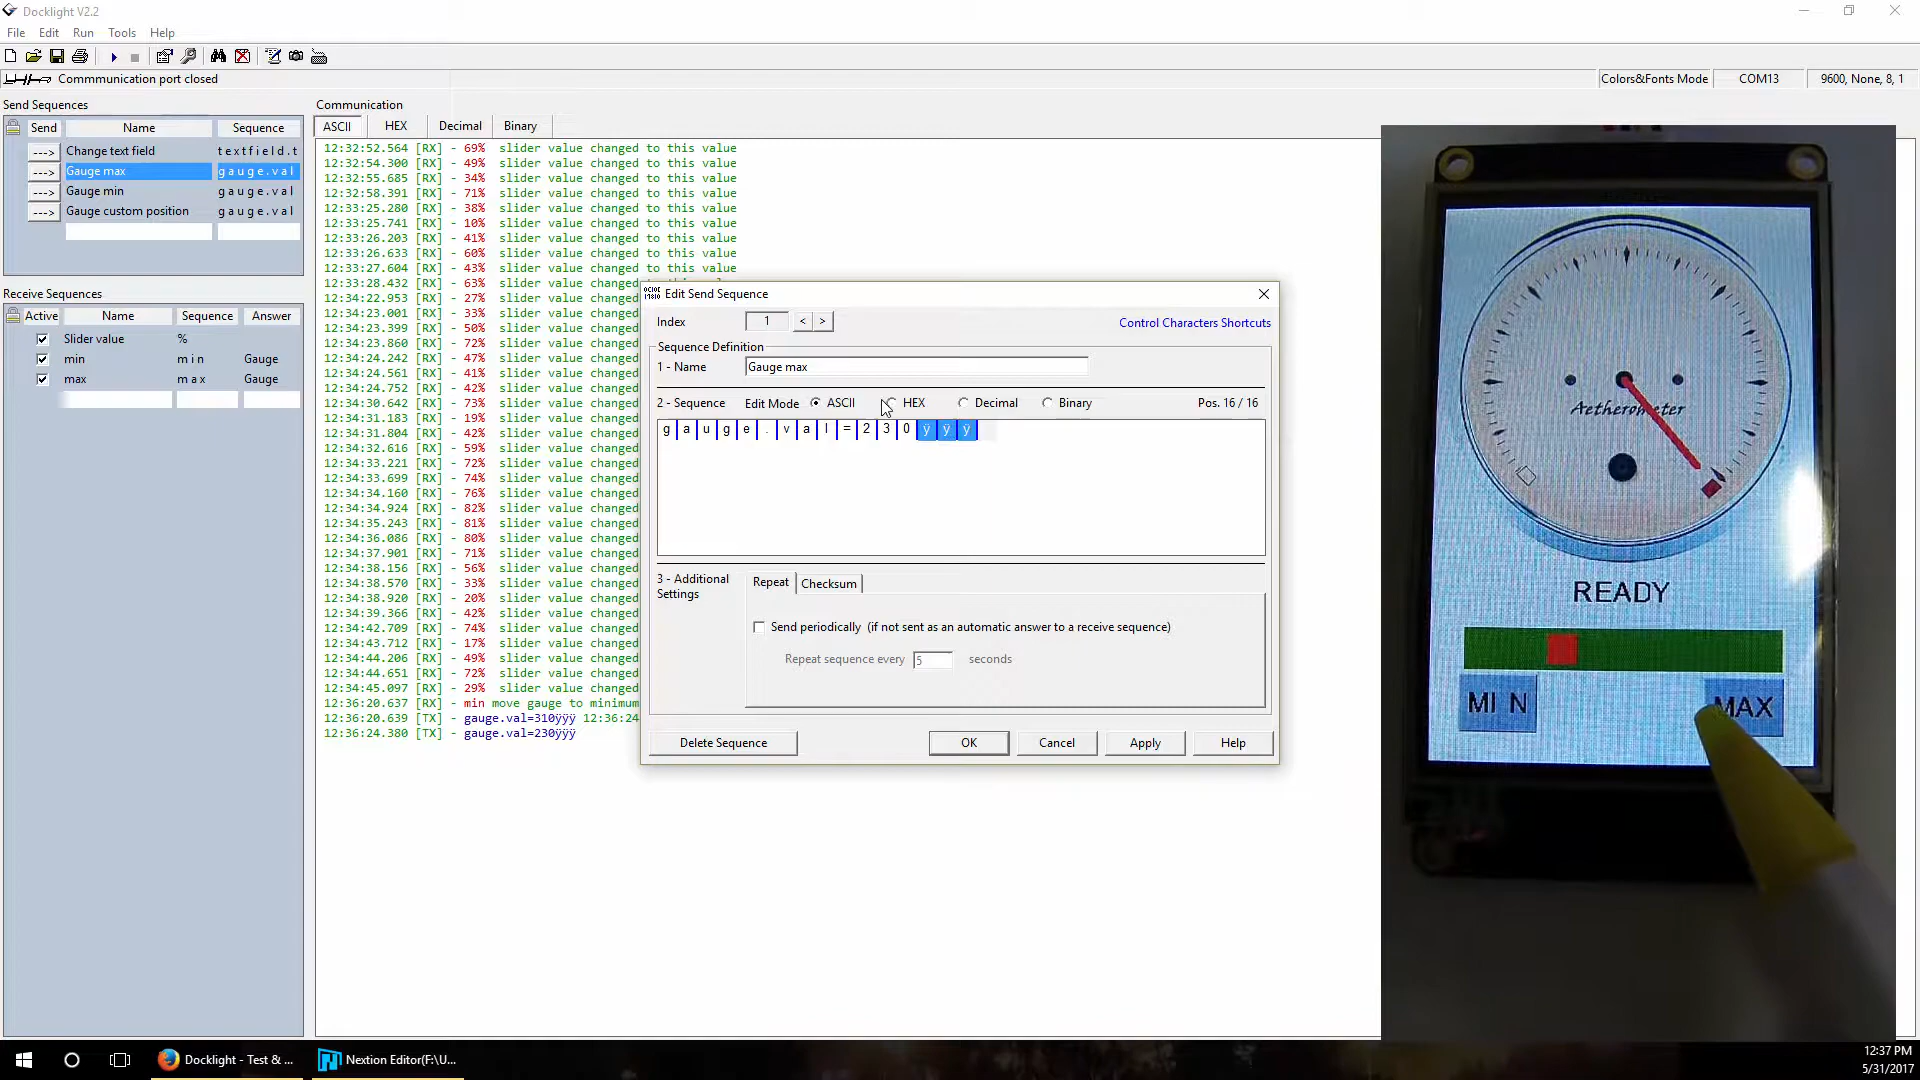 Docklight V2.2
File Edit Run Tools Help
Commmunication port closed
Colors&Fonts Mode COM13 9600, None, 8, 1
Send Sequences
Send Name Sequence
---> Change text field textfield.t
---> Gauge max gauge.val
---> Gauge min gauge.val
---> Gauge custom position gauge.val
Receive Sequences
Active Name Sequence Answer
Slider value %
min min Gauge
max max Gauge
Communication
ASCII HEX Decimal Binary
12:32:52.564 [RX] - 69% slider value changed to this value
12:32:54.300 [RX] - 49% slider value changed to this value
12:32:55.685 [RX] - 34% slider value changed to this value
12:32:58.391 [RX] - 71% slider value changed to this value
12:33:25.280 [RX] - 38% slider value changed to this value
12:33:25.741 [RX] - 10% slider value changed to this value
12:33:26.203 [RX] - 41% slider value changed to this value
12:33:26.633 [RX] - 60% slider value changed to this value
12:33:27.604 [RX] - 43% slider value changed to this value
12:33:28.432 [RX] - 63% slider value changed to this value
12:34:22.953 [RX] - 27% slider value changed
12:34:23.001 [RX] - 33% slider value changed
12:34:23.399 [RX] - 50% slider value changed
12:34:23.860 [RX] - 72% slider value changed
12:34:24.242 [RX] - 47% slider value changed
12:34:24.561 [RX] - 41% slider value changed
12:34:24.752 [RX] - 42% slider value changed
12:34:30.642 [RX] - 73% slider value changed
12:34:31.183 [RX] - 19% slider value changed
12:34:31.804 [RX] - 42% slider value changed
12:34:32.616 [RX] - 59% slider value changed
12:34:33.221 [RX] - 72% slider value changed
12:34:33.699 [RX] - 74% slider value changed
12:34:34.160 [RX] - 76% slider value changed
12:34:34.924 [RX] - 82% slider value changed
12:34:35.243 [RX] - 81% slider value changed
12:34:36.086 [RX] - 80% slider value changed
12:34:37.901 [RX] - 71% slider value changed
12:34:38.156 [RX] - 56% slider value changed
12:34:38.570 [RX] - 33% slider value changed
12:34:38.920 [RX] - 20% slider value changed
12:34:39.366 [RX] - 42% slider value changed
12:34:42.709 [RX] - 74% slider value changed
12:34:43.712 [RX] - 17% slider value changed
12:34:44.206 [RX] - 49% slider value changed
12:34:44.651 [RX] - 72% slider value changed
12:34:45.097 [RX] - 29% slider value changed
12:36:20.637 [RX] - min move gauge to minimum
12:36:20.639 [TX] - gauge.val=310ÿÿÿ 12:36:24
12:36:24.380 [TX] - gauge.val=230ÿÿÿ
Edit Send Sequence
Index 1 < >
Control Characters Shortcuts
Sequence Definition
1 - Name Gauge max
2 - Sequence Edit Mode ASCII HEX Decimal Binary Pos. 16 / 16
gauge.val=230ÿÿÿ
3 - Additional Settings
Repeat Checksum
Send periodically (if not sent as an automatic answer to a receive sequence)
Repeat sequence every 5 seconds
Delete Sequence OK Cancel Apply Help
Aetherometer
READY
MIN MAX
Docklight - Test & ...
Nextion Editor(F:\U...
12:37 PM
5/31/2017